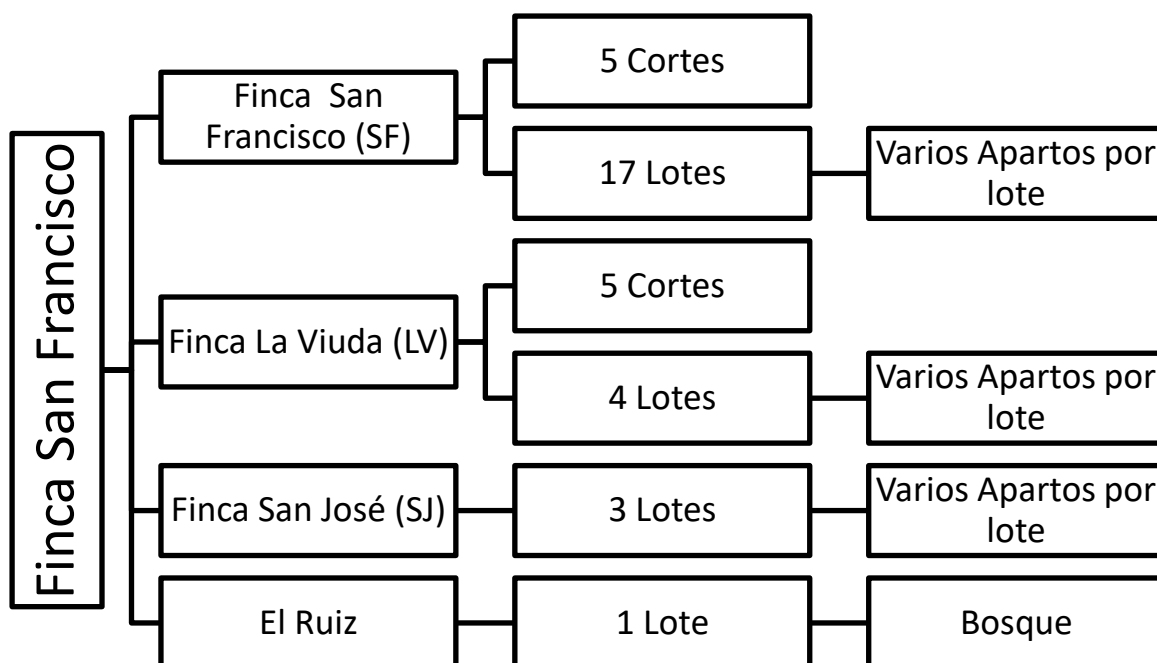 Finca San Francisco
Finca San
Francisco (SF)
5 Cortes
17 Lotes
Varios Apartos por
lote
Finca La Viuda (LV)
5 Cortes
4 Lotes
Varios Apartos por
lote
Finca San José (SJ)
3 Lotes
Varios Apartos por
lote
El Ruiz
1 Lote
Bosque